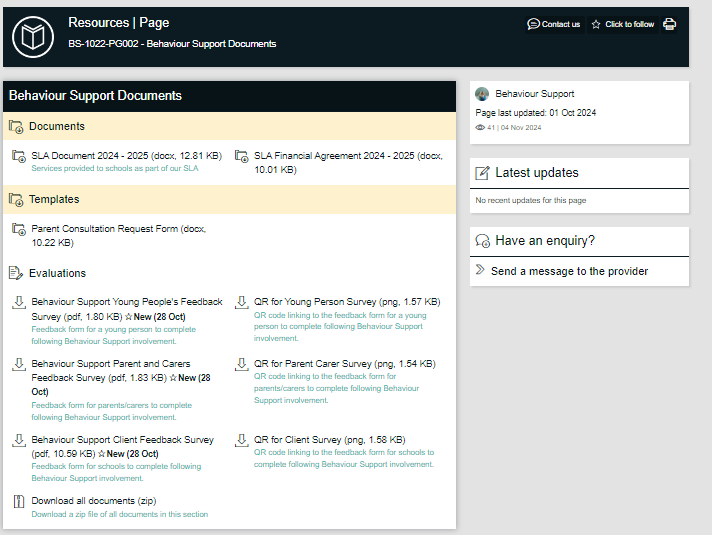 Resources | Page
BS-1022-PG002 - Behaviour Support Documents
Contact us
Click to follow
Behaviour Support Documents
Documents
SLA Document 2024 - 2025 (docx, 12.81 KB)
Services provided to schools as part of our SLA
SLA Financial Agreement 2024 - 2025 (docx,
10.01 KB)
Templates
Parent Consultation Request Form (docx,
10.22 KB)
Evaluations
Behaviour Support Young People's Feedback
Survey (pdf, 1.80 KB) ☆New (28 Oct)
Feedback form for a young person to complete
following Behaviour Support involvement.
QR for Young Person Survey (png, 1.57 KB)
QR code linking to the feedback form for a young
person to complete following Behaviour Support
involvement.
Behaviour Support Parent and Carers
Feedback Survey (pdf, 1.83 KB) ☆New (28
Oct)
Feedback form for parents/carers to complete
following Behaviour Support involvement.
QR for Parent Carer Survey (png, 1.54 KB)
QR code linking to the feedback form for
parents/carers to complete following Behaviour
Support involvement.
Behaviour Support Client Feedback Survey
(pdf, 10.59 KB) ☆New (28 Oct)
Feedback form for schools to complete following
Behaviour Support involvement.
QR for Client Survey (png, 1.58 KB)
QR code linking to the feedback form for schools to
complete following Behaviour Support involvement.
Download all documents (zip)
Download a zip file of all documents in this section
Behaviour Support
Page last updated: 01 Oct 2024
41 | 04 Nov 2024
Latest updates
No recent updates for this page
Have an enquiry?
Send a message to the provider